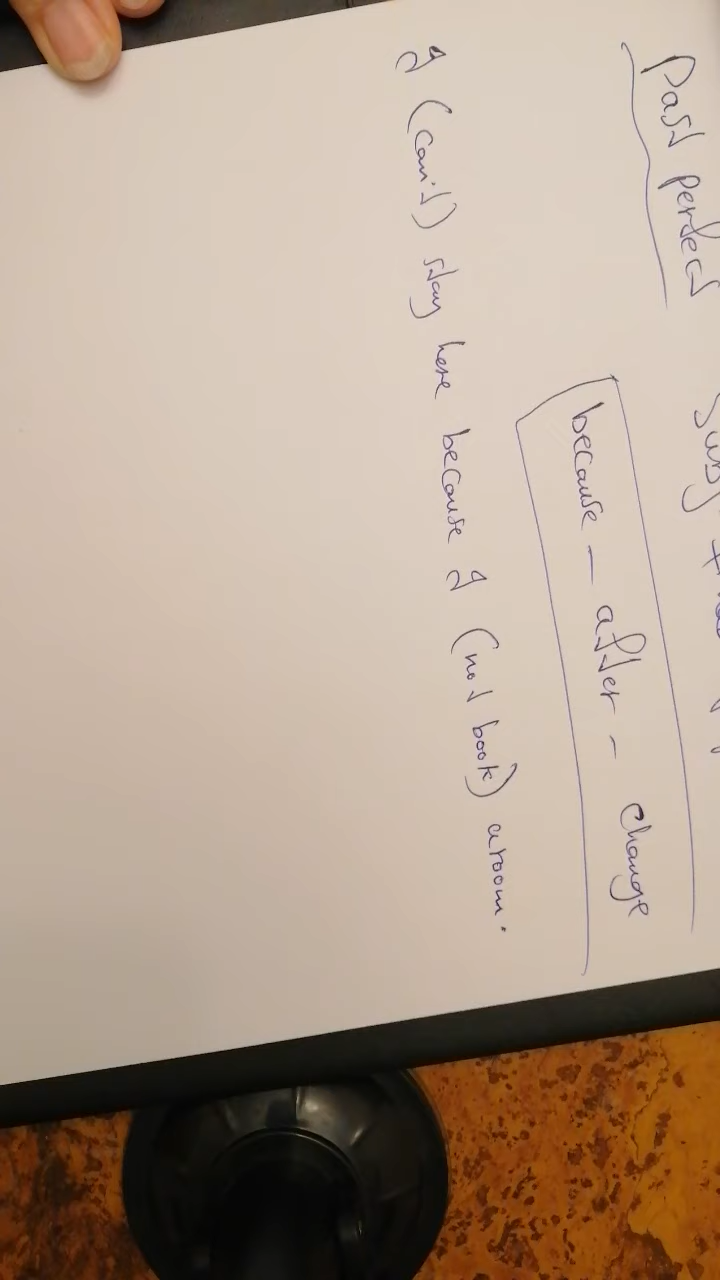 Past perfect
because - after - change
I (can't) stay here because I (not book) a room.